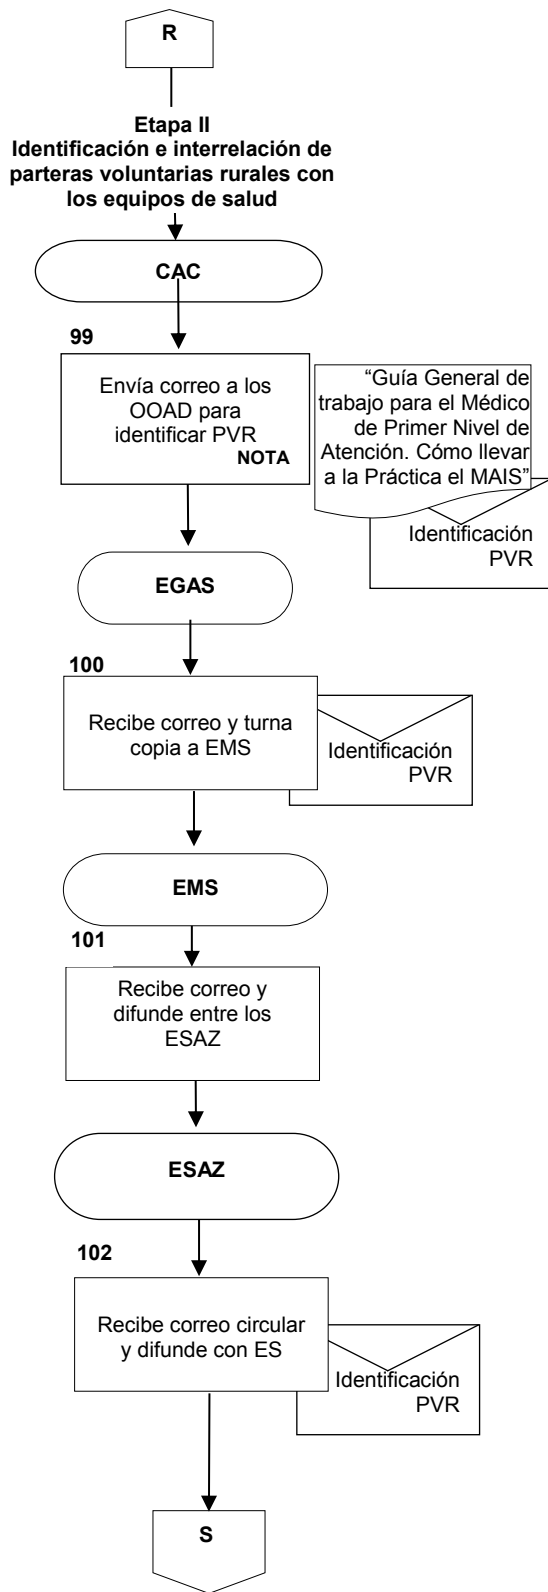 R
Etapa II
Identificación e interrelación de
parteras voluntarias rurales con
los equipos de salud
CAC
99
Envía correo a los
OOAD para
identificar PVR
NOTA
“Guía General de
trabajo para el Médico
de Primer Nivel de
Atención. Cómo llevar
a la Práctica el MAIS”
Identificación
PVR
EGAS
100
Recibe correo y turna
copia a EMS
Identificación
PVR
EMS
101
Recibe correo y
difunde entre los
ESAZ
ESAZ
102
Recibe correo circular
y difunde con ES
Identificación
PVR
S